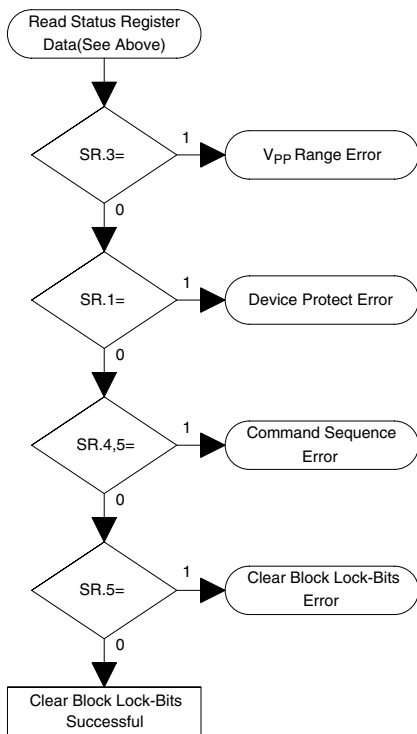 Read Status Register
Data(See Above)
SR.3=
1
VPP Range Error
0
SR.1=
1
Device Protect Error
0
SR.4,5=
1
Command Sequence
Error
0
SR.5=
1
Clear Block Lock-Bits
Error
0
Clear Block Lock-Bits
Successful